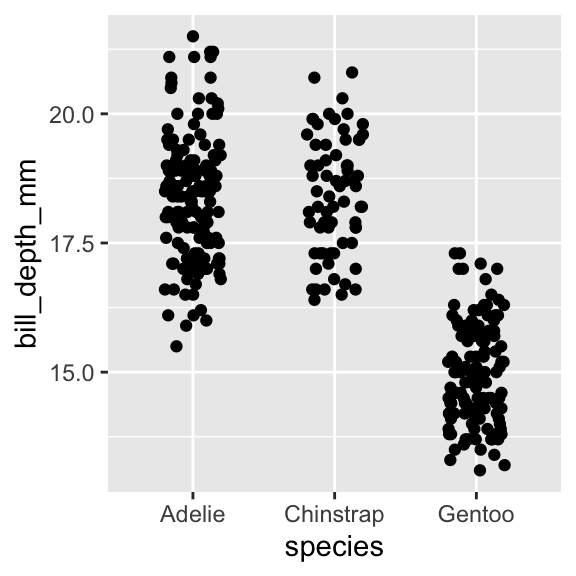 bill_depth_mm
20.0
17.5
15.0
Adelie Chinstrap Gentoo
species